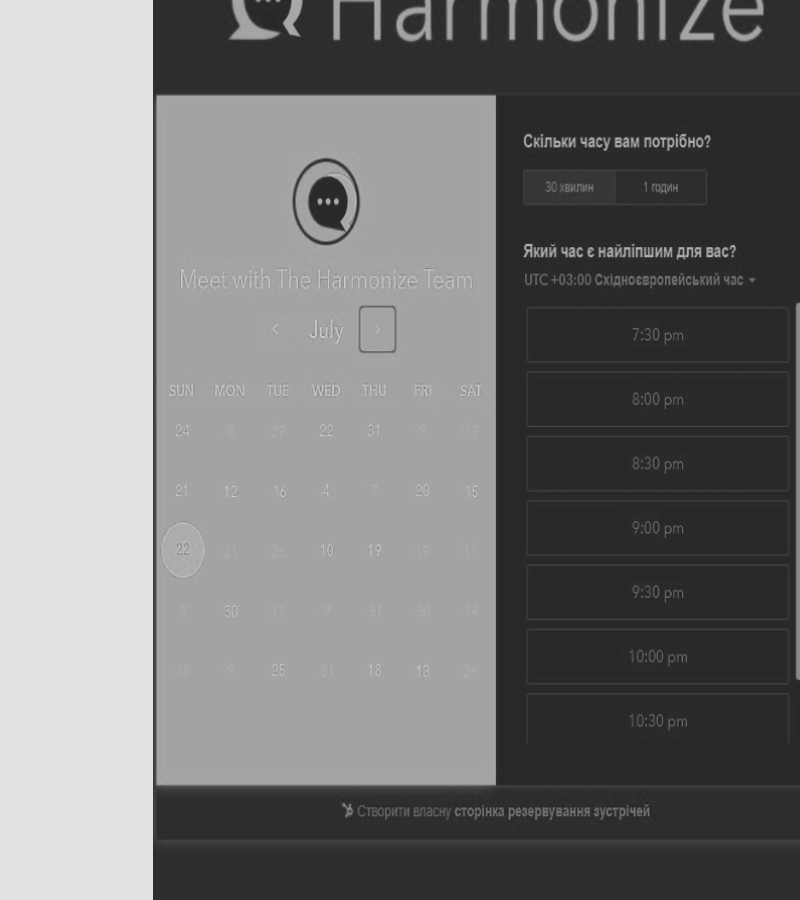 Harmonize
Meet with The Harmonize Team
July
SUN MON TUE WED THU FRI SAT
24 8 27 22 31 9 17
21 12 16 4 7 20 15
22 21 26 10 19 19 11
3 30 11 9 31 30 14
16 9 25 31 18 13 26
Скільки часу вам потрібно?
30 хвилин 1 годин
Який час є найліпшим для вас?
UTC +03:00 Східноєвропейський час
7:30 pm
8:00 pm
8:30 pm
9:00 pm
9:30 pm
10:00 pm
10:30 pm
Створити власну сторінка резервування зустрічей